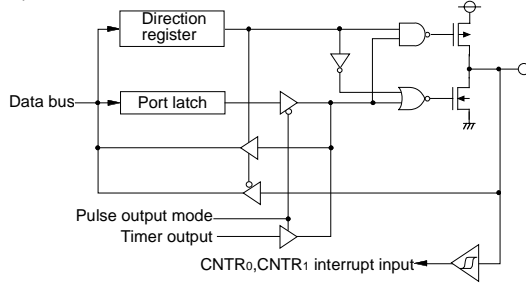 Direction
register
Data bus
Port latch
Pulse output mode
Timer output
CNTR0,CNTR1 interrupt input